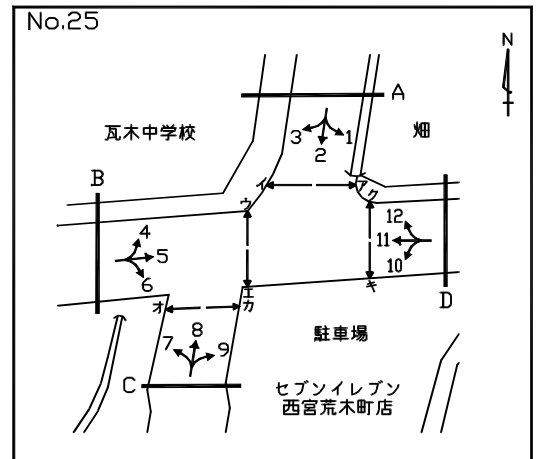 No.25
N
A
瓦木中学校
畑
3
1
2
B
イ
ア
ク
ウ
4
5
6
12
11
10
エ
キ
D
オ
カ
8
7
9
駐車場
C
セブンイレブン
西宮荒木町店